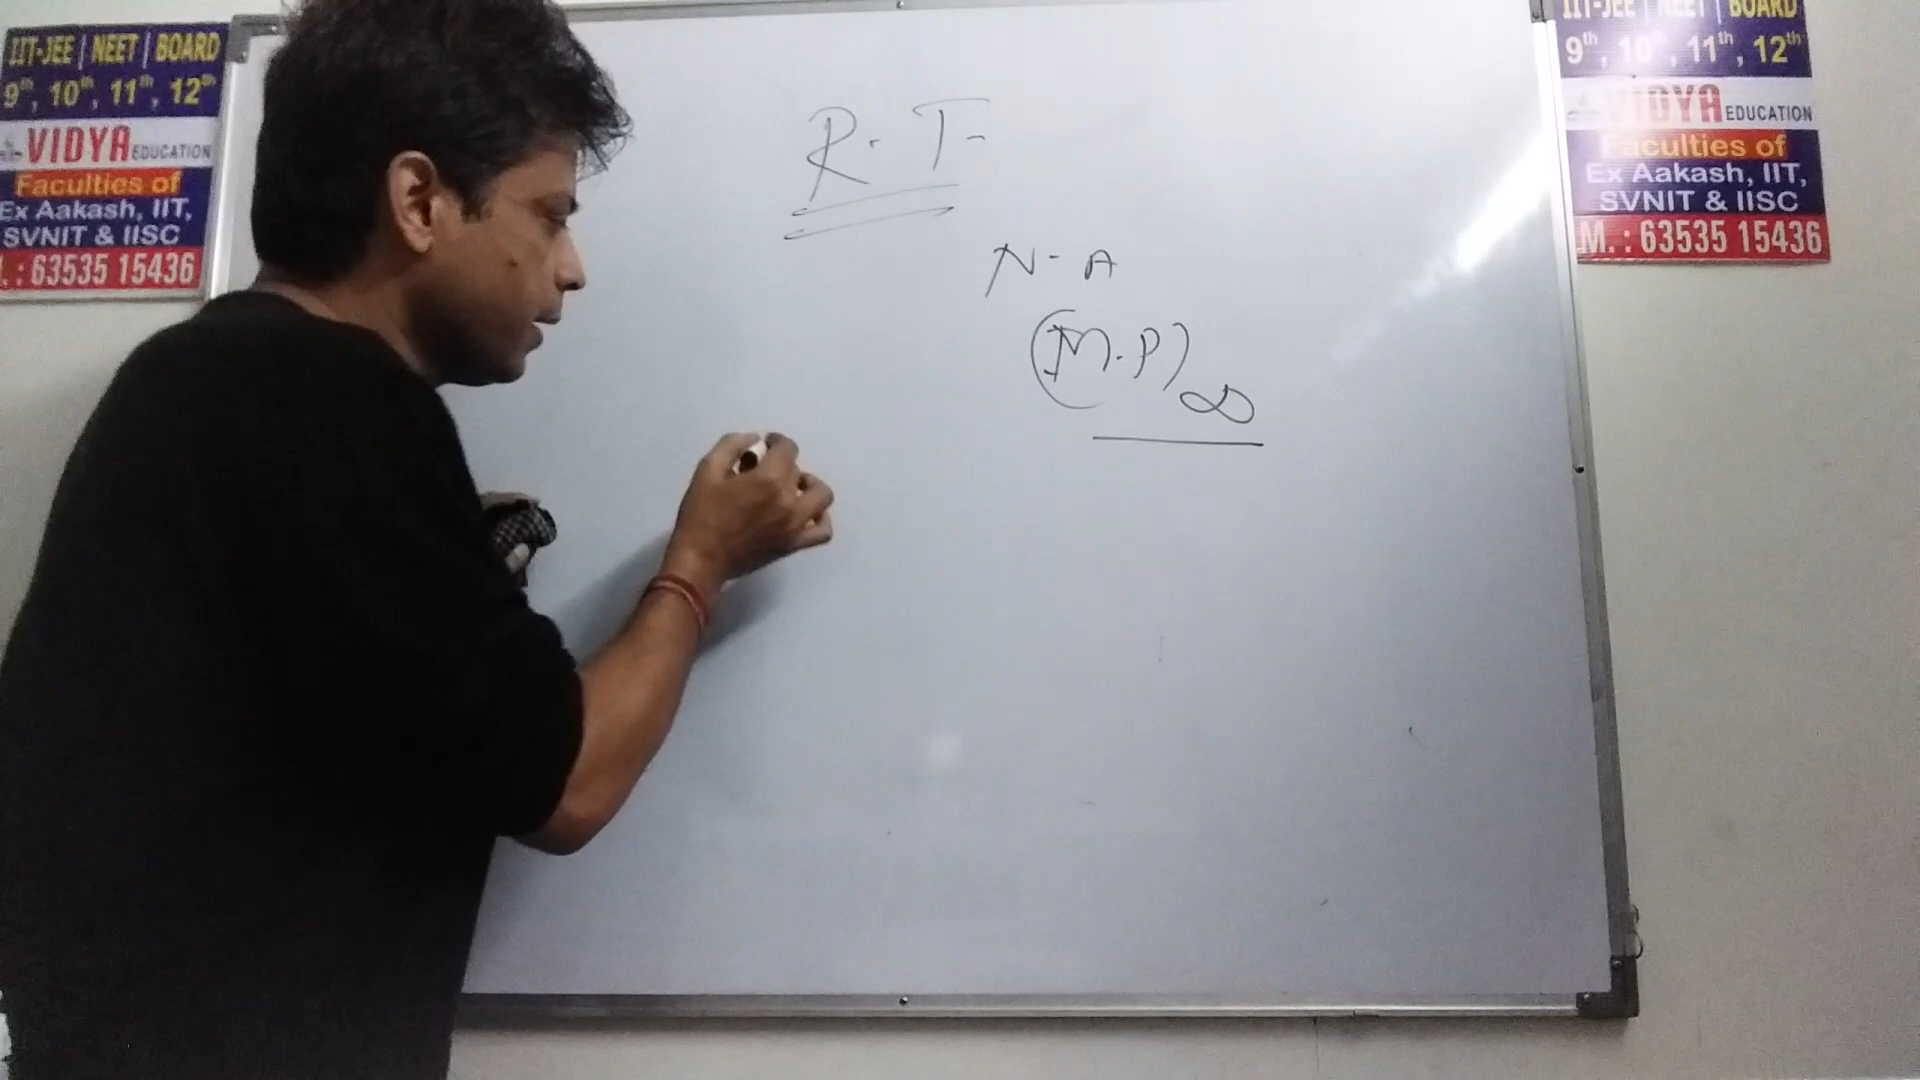 IIT-JEE | NEET | BOARD
9th, 10th, 11th, 12th
VIDYA EDUCATION
Faculties of
Ex Aakash, IIT,
SVNIT & IISC
.: 63535 15436
R. T-
N- A
(M.P)∞
IIT-JEE | NEET | BOARD
9th, 10th, 11th, 12th
VIDYA EDUCATION
Faculties of
Ex Aakash, IIT,
SVNIT & IISC
M.: 63535 15436